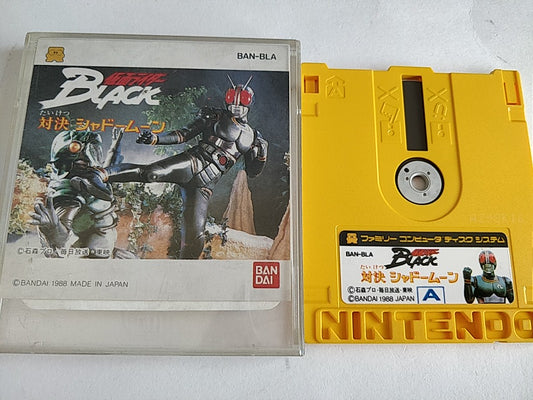 BAN-BLA
仮面ライダー
BLACK
たいけつ
対決 シャドームーン
©石森プロ・毎日放送・東映
BAN
DAI
©BANDAI 1988 MADE IN JAPAN
ファミリー コンピュータ ディスク システム
BAN-BLA
仮面ライダー
BLACK
たいけつ
対決 シャドームーン
©石森プロ・毎日放送・東映
©BANDAI 1988 JAPAN
A
NINTENDO